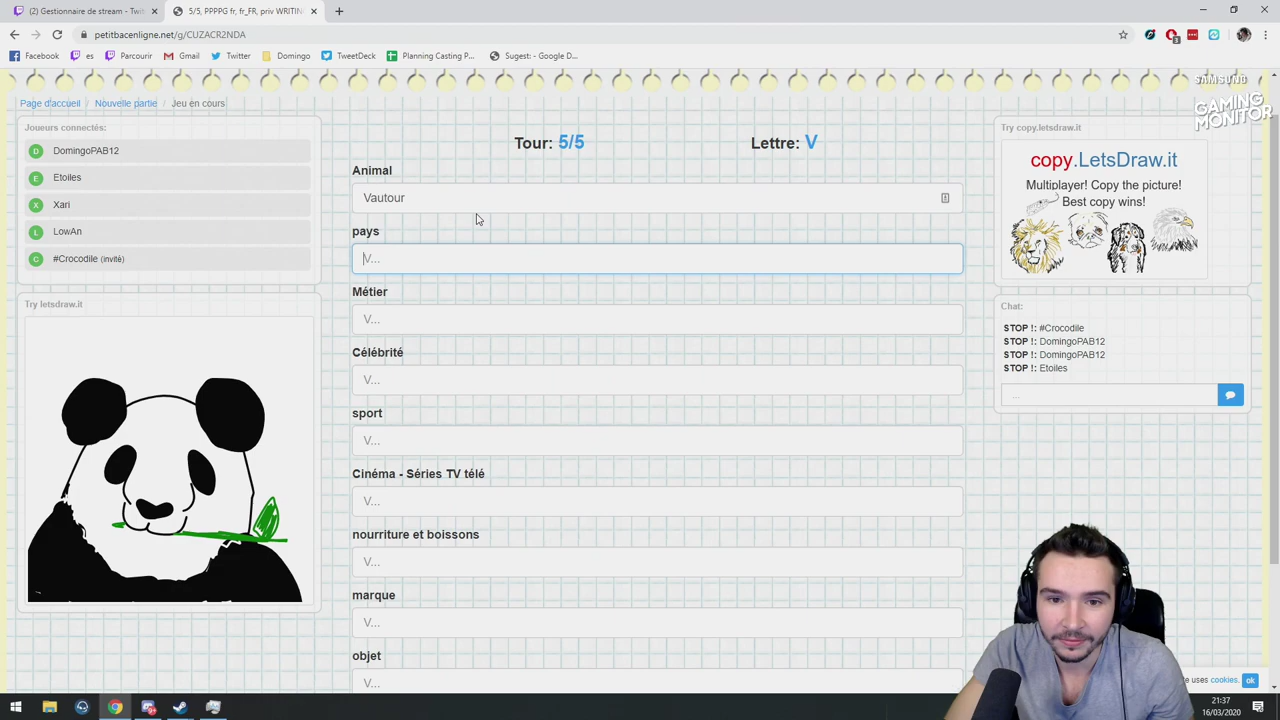 (2) Gestionnaire de stream - Twit
5/5, PPPPG fr, fr_FR, priv WRITIN
petitbacenligne.net/g/CUZACR2NDA
Facebook
es
Parcourir
Gmail
Twitter
Domingo
TweetDeck
Planning Casting P...
Sugest: - Google D...
SAMSUNG
GAMING
MONITOR
Page d'accueil / Nouvelle partie / Jeu en cours
Joueurs connectés:
D DomingoPAB12
E Etoiles
X Xari
L LowAn
C #Crocodile (invité)
Try letsdraw.it
Tour: 5/5
Lettre: V
Animal
Vautour
pays
V...
Métier
V...
Célébrité
V...
sport
V...
Cinéma - Séries TV télé
V...
nourriture et boissons
V...
marque
V...
objet
V...
Try copy.letsdraw.it
copy.LetsDraw.it
Multiplayer! Copy the picture!
Best copy wins!
Chat:
STOP !: #Crocodile
STOP !: DomingoPAB12
STOP !: DomingoPAB12
STOP !: Etoiles
...
e uses cookies. ok
21:37
16/03/2020